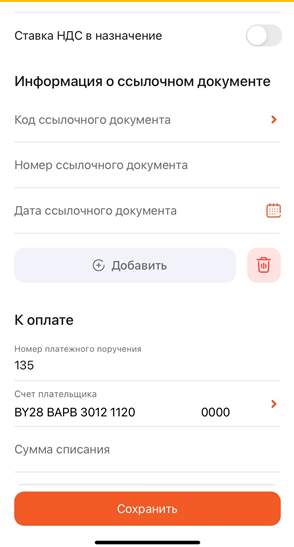 Ставка НДС в назначение
Информация о ссылочном документе
Код ссылочного документа
Номер ссылочного документа
Дата ссылочного документа
Добавить
К оплате
Номер платежного поручения
135
Счет плательщика
BY28 BAPB 3012 1120 0000
Сумма списания
Сохранить